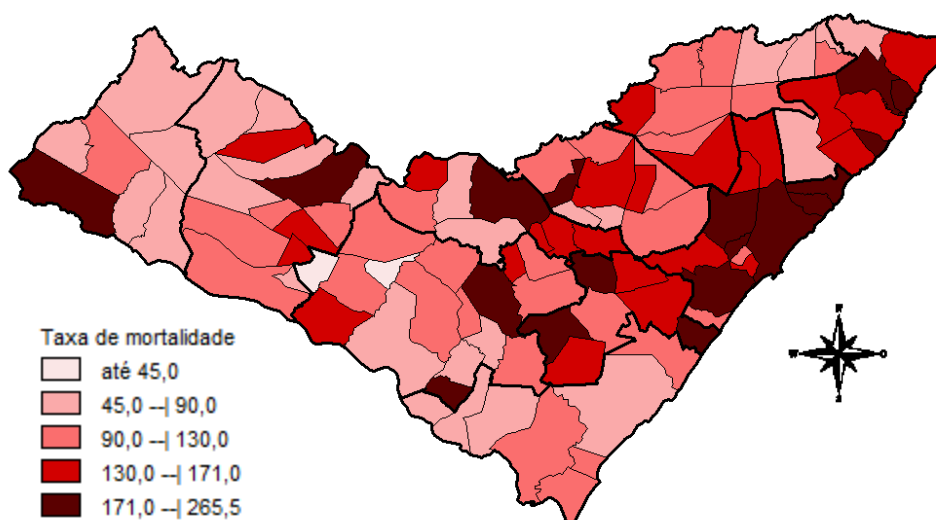 Taxa de mortalidade
até 45,0
45,0 --| 90,0
90,0 --| 130,0
130,0 --| 171,0
171,0 --| 265,5
W
O